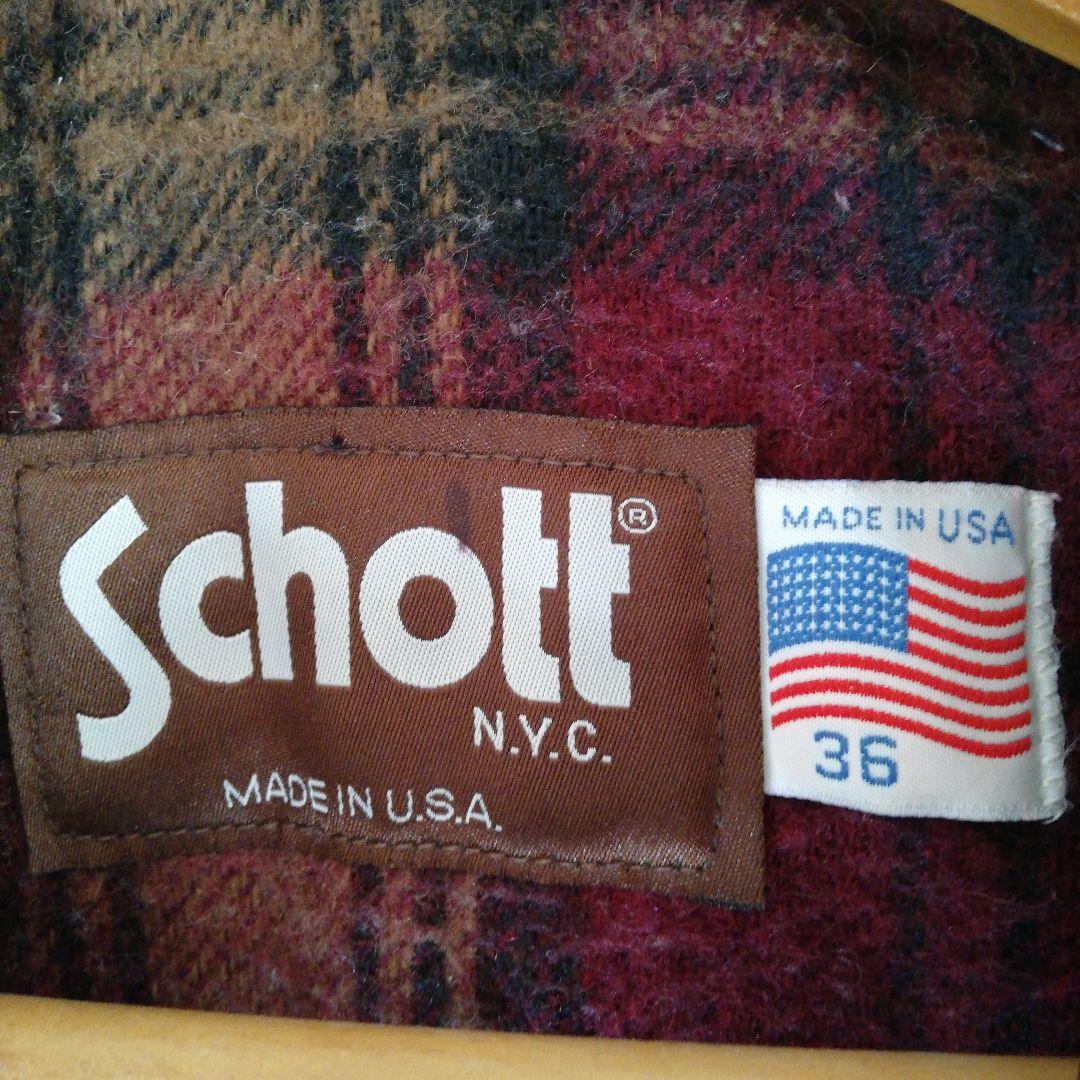 Schott®
N.Y.C.
MADE IN U.S.A.
MADE IN USA
36